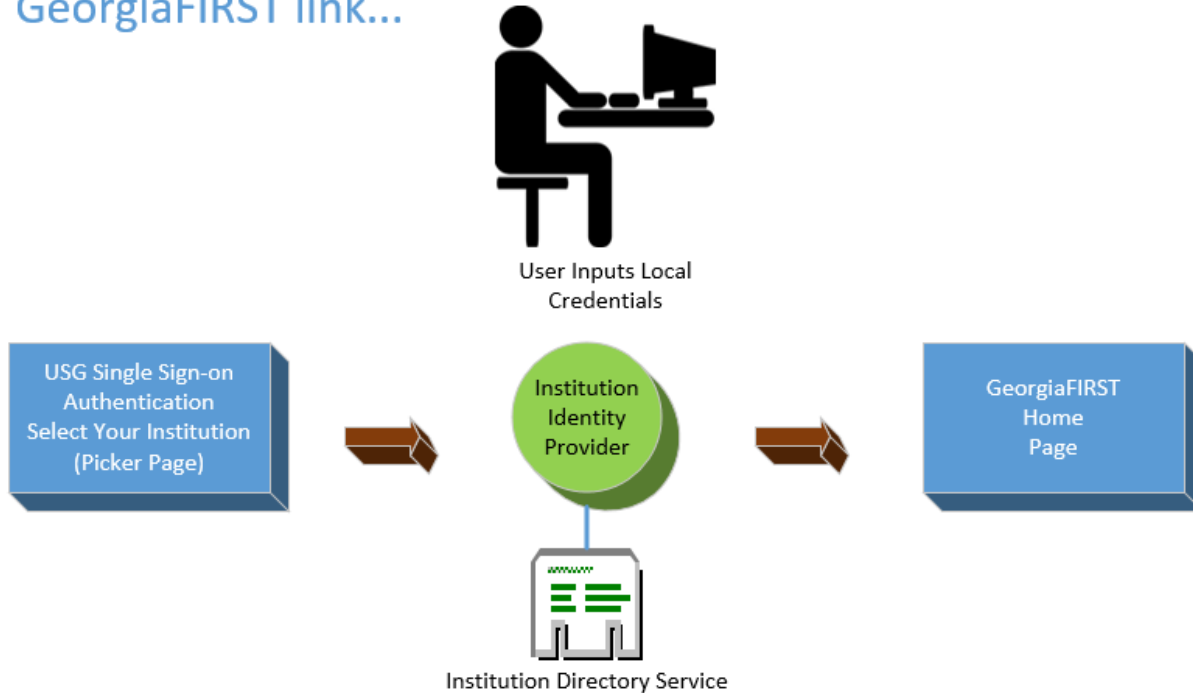 GeorgiaFIRST link...
User Inputs Local
Credentials
USG Single Sign-on
Authentication
Select Your Institution
(Picker Page)
Institution
Identity
Provider
GeorgiaFIRST
Home
Page
Institution Directory Service